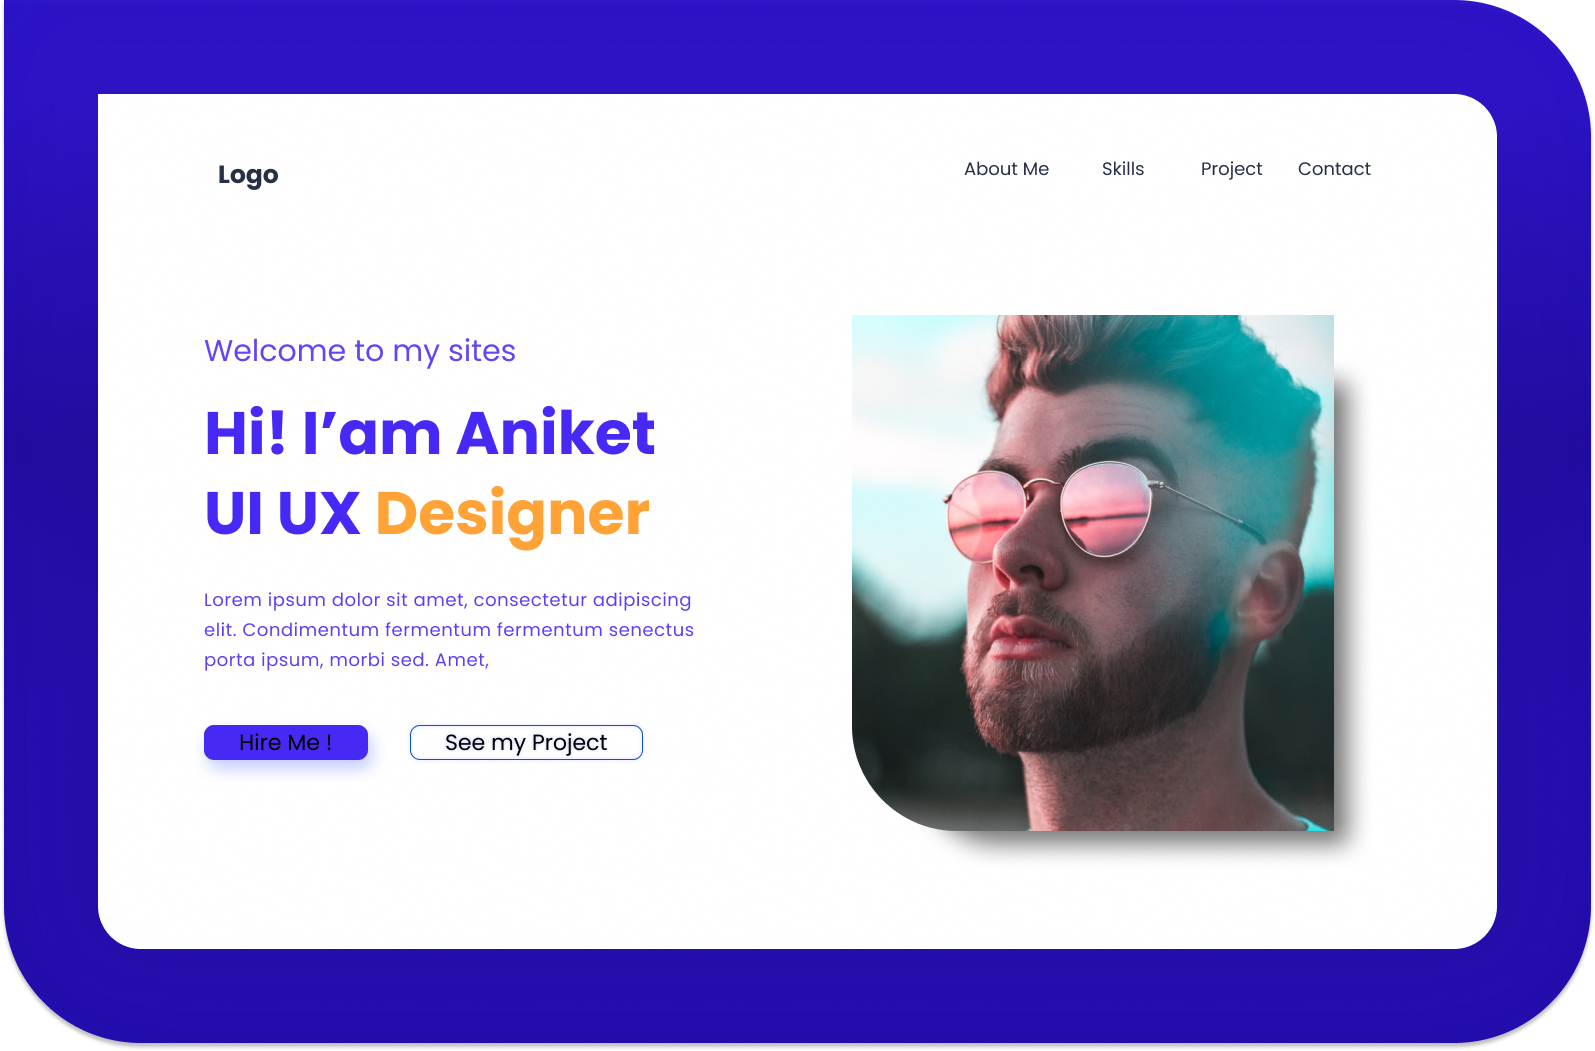 Logo
About Me Skills Project Contact
Welcome to my sites
Hi! I’am Aniket
UI UX Designer
Lorem ipsum dolor sit amet, consectetur adipiscing
elit. Condimentum fermentum fermentum senectus
porta ipsum, morbi sed. Amet,
Hire Me ! See my Project